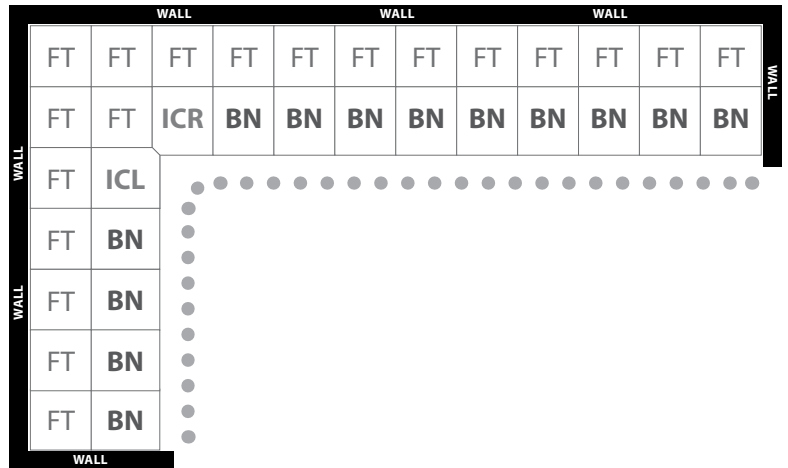 WALL WALL WALL
FT FT FT FT FT FT FT FT FT FT FT FT
WALL
FT FT ICR BN BN BN BN BN BN BN BN BN
WALL
FT ICL
FT BN
WALL
FT BN
FT BN
FT BN
WALL